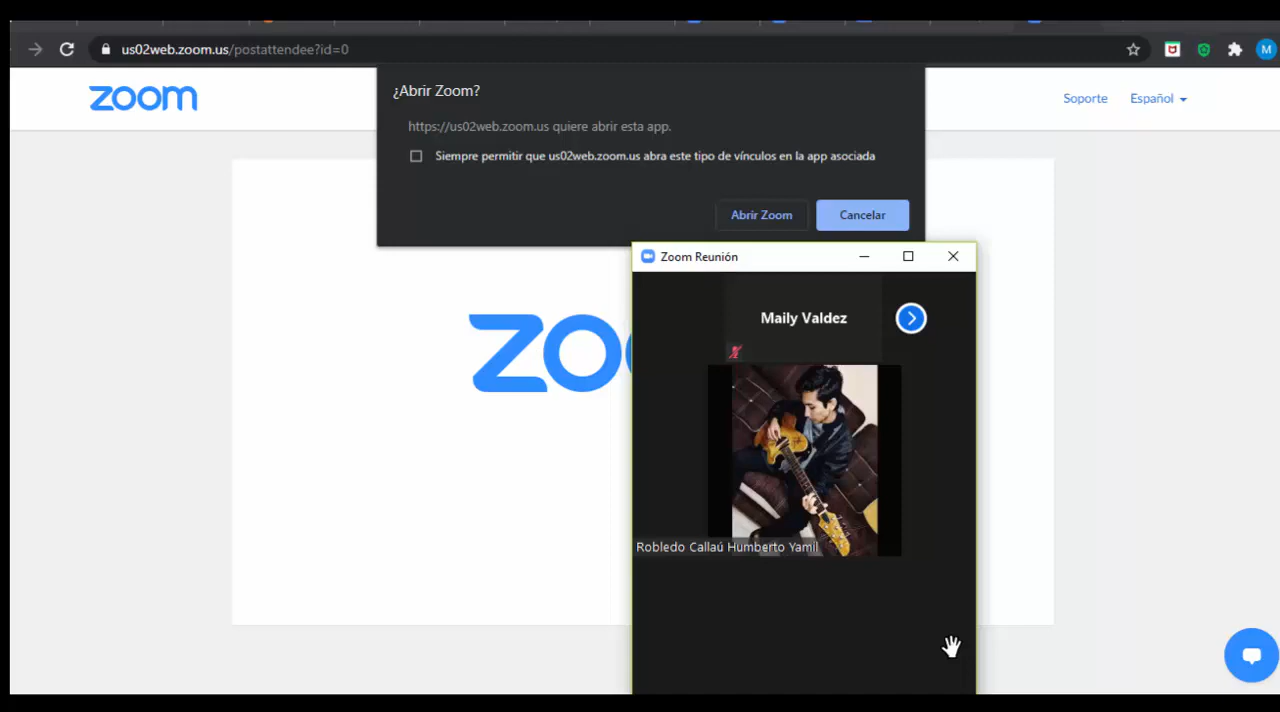 us02web.zoom.us/postattendee?id=0
M
zoom
Soporte
Español
¿Abrir Zoom?
https://us02web.zoom.us quiere abrir esta app.
Siempre permitir que us02web.zoom.us abra este tipo de vínculos en la app asociada
Abrir Zoom
Cancelar
Zoom Reunión
Maily Valdez
ZO
Robledo Callaú Humberto Yamil